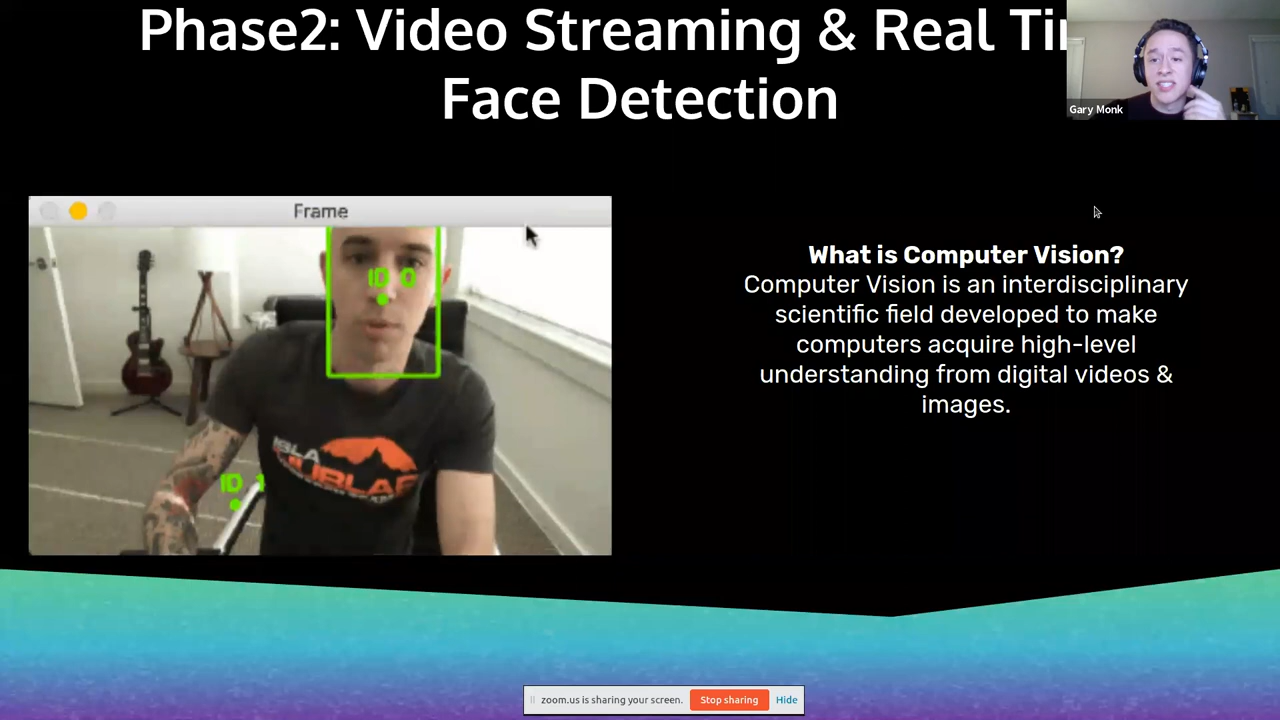 Phase2: Video Streaming & Real
Face Detection
Gary Monk
Frame
ID 0
ID 1
What is Computer Vision?
Computer Vision is an interdisciplinary
scientific field developed to make
computers acquire high-level
understanding from digital videos &
images.
zoom.us is sharing your screen. Stop sharing Hide